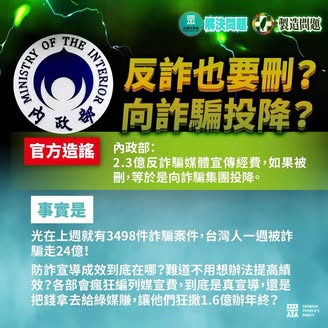 眾
解決問題
製造問題
MINISTRY OF THE INTERIOR
內政部
反詐也要刪?
向詐騙投降?
官方造謠
內政部:
2.3億反詐騙媒體宣傳經費,如果被
刪,等於是向詐騙集團投降。
事實是
光在上週就有3498件詐騙案件,台灣人一週被詐
騙走24億!
防詐宣導成效到底在哪?難道不用想辦法提高績
效?各部會瘋狂編列媒宣費,到底是真宣導,還是
把錢拿去給綠媒賺,讓他們狂撒1.6億辦年終?
眾
TAIWAN
PEOPLE'S
PARTY